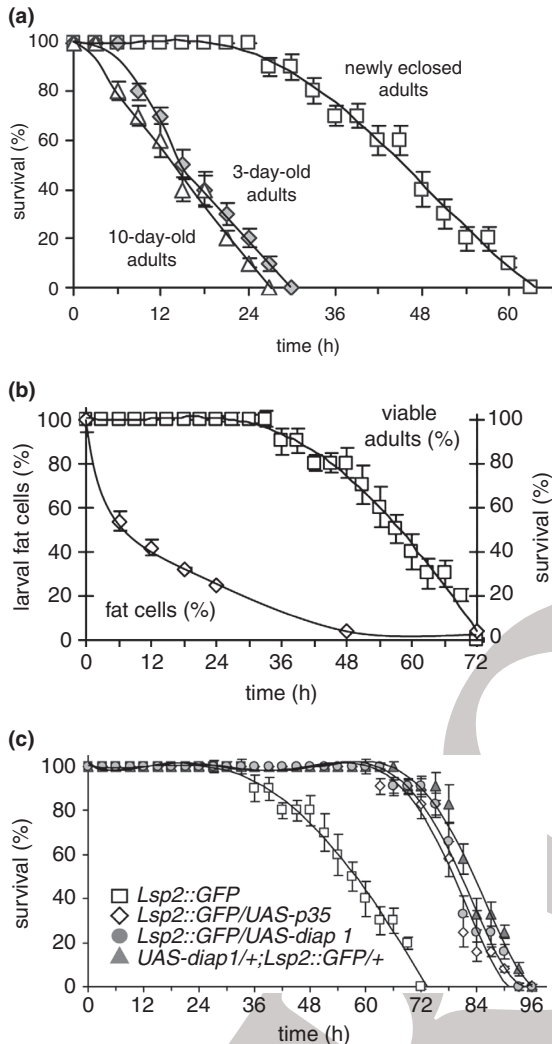 (a)
100
80
60
40
20
0
survival (%)
newly eclosed
adults
3-day-old
adults
10-day-old
adults
0 12 24 36 48 60
time (h)
(b)
100
80
60
40
20
0
larval fat cells (%)
viable
adults (%)
fat cells (%)
100
80
60
40
20
0
survival (%)
0 12 24 36 48 60 72
time (h)
(c)
100
80
60
40
20
0
survival (%)
Lsp2::GFP
Lsp2::GFP/UAS-p35
Lsp2::GFP/UAS-diap 1
UAS-diap1/+;Lsp2::GFP/+
0 12 24 36 48 60 72 84 96
time (h)